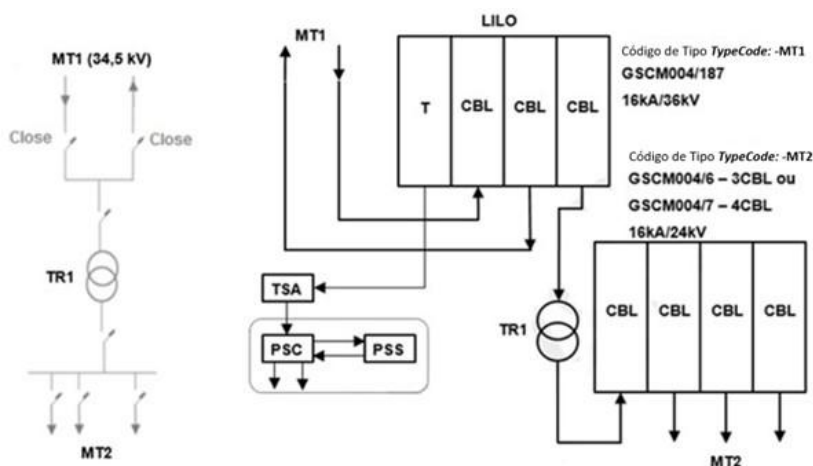 MT1 (34,5 kV)
Close
Close
TR1
MT2
LILO
MT1
T
CBL
CBL
CBL
Código de Tipo TypeCode: -MT1
GSCM004/187
16kA/36kV
Código de Tipo TypeCode: -MT2
GSCM004/6 – 3CBL ou
GSCM004/7 – 4CBL
16kA/24kV
TSA
PSC
PSS
TR1
CBL
CBL
CBL
CBL
MT2